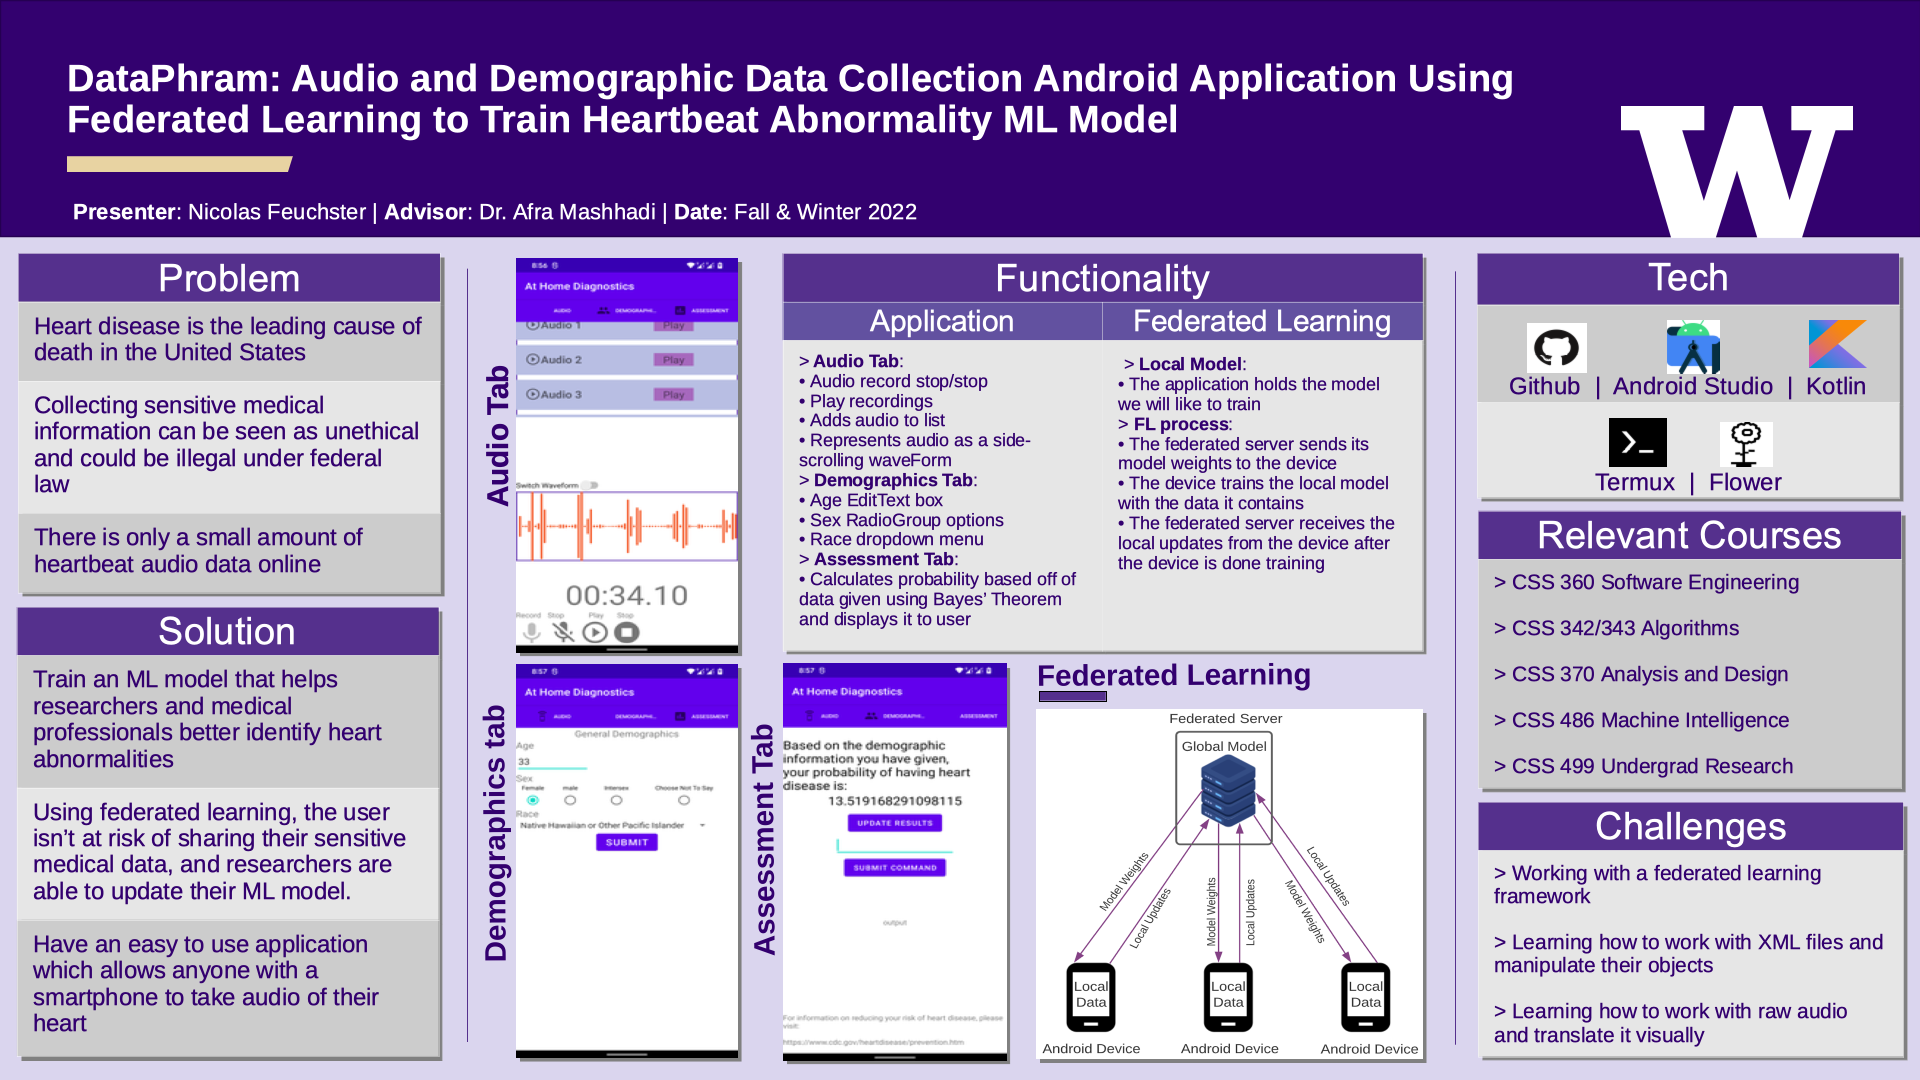 DataPhram: Audio and Demographic Data Collection Android Application Using
Federated Learning to Train Heartbeat Abnormality ML Model
Presenter: Nicolas Feuchster | Advisor: Dr. Afra Mashhadi | Date: Fall & Winter 2022
W
Problem
Heart disease is the leading cause of
death in the United States
Collecting sensitive medical
information can be seen as unethical
and could be illegal under federal
law
There is only a small amount of
heartbeat audio data online
Solution
Train an ML model that helps
researchers and medical
professionals better identify heart
abnormalities
Using federated learning, the user
isn’t at risk of sharing their sensitive
medical data, and researchers are
able to update their ML model.
Have an easy to use application
which allows anyone with a
smartphone to take audio of their
heart
Audio Tab
8:56
At Home Diagnostics
AUDIO DEMOGRAPHI... ASSESSMENT
Audio 1 Play
Audio 2 Play
Audio 3 Play
Switch Waveform
00:34.10
Record Stop Play Stop
Demographics tab
8:57
At Home Diagnostics
AUDIO DEMOGRAPHI... ASSESSMENT
General Demographics
Age
33
Sex
Female male Intersex Choose Not To Say
Race
Native Hawaiian or Other Pacific Islander
SUBMIT
Functionality
Application
> Audio Tab:
• Audio record stop/stop
• Play recordings
• Adds audio to list
• Represents audio as a side-
scrolling waveForm
> Demographics Tab:
• Age EditText box
• Sex RadioGroup options
• Race dropdown menu
> Assessment Tab:
• Calculates probability based off of
data given using Bayes’ Theorem
and displays it to user
Federated Learning
> Local Model:
• The application holds the model
we will like to train
> FL process:
• The federated server sends its
model weights to the device
• The device trains the local model
with the data it contains
• The federated server receives the
local updates from the device after
the device is done training
Assessment Tab
8:57
At Home Diagnostics
AUDIO DEMOGRAPHI... ASSESSMENT
Based on the demographic
information you have given,
your probability of having heart
disease is:
13.519168291098115
UPDATE RESULTS
SUBMIT COMMAND
output
For information on reducing your risk of heart disease, please
visit:
https://www.cdc.gov/heartdisease/prevention.htm
Federated Learning
Federated Server
Global Model
Model Weights
Local Updates
Model Weights
Local Updates
Model Weights
Local Updates
Local
Data
Local
Data
Local
Data
Android Device
Android Device
Android Device
Tech
Github | Android Studio | Kotlin
Termux | Flower
Relevant Courses
> CSS 360 Software Engineering
> CSS 342/343 Algorithms
> CSS 370 Analysis and Design
> CSS 486 Machine Intelligence
> CSS 499 Undergrad Research
Challenges
> Working with a federated learning
framework
> Learning how to work with XML files and
manipulate their objects
> Learning how to work with raw audio
and translate it visually